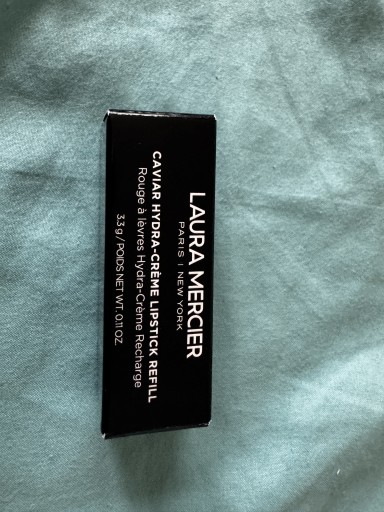 LAURA MERCIER
PARIS | NEW YORK
CAVIAR HYDRA-CRÈME LIPSTICK REFILL
Rouge à lèvres Hydra-Crème Recharge
3.3 g / POIDS NET WT. 0.11 OZ.